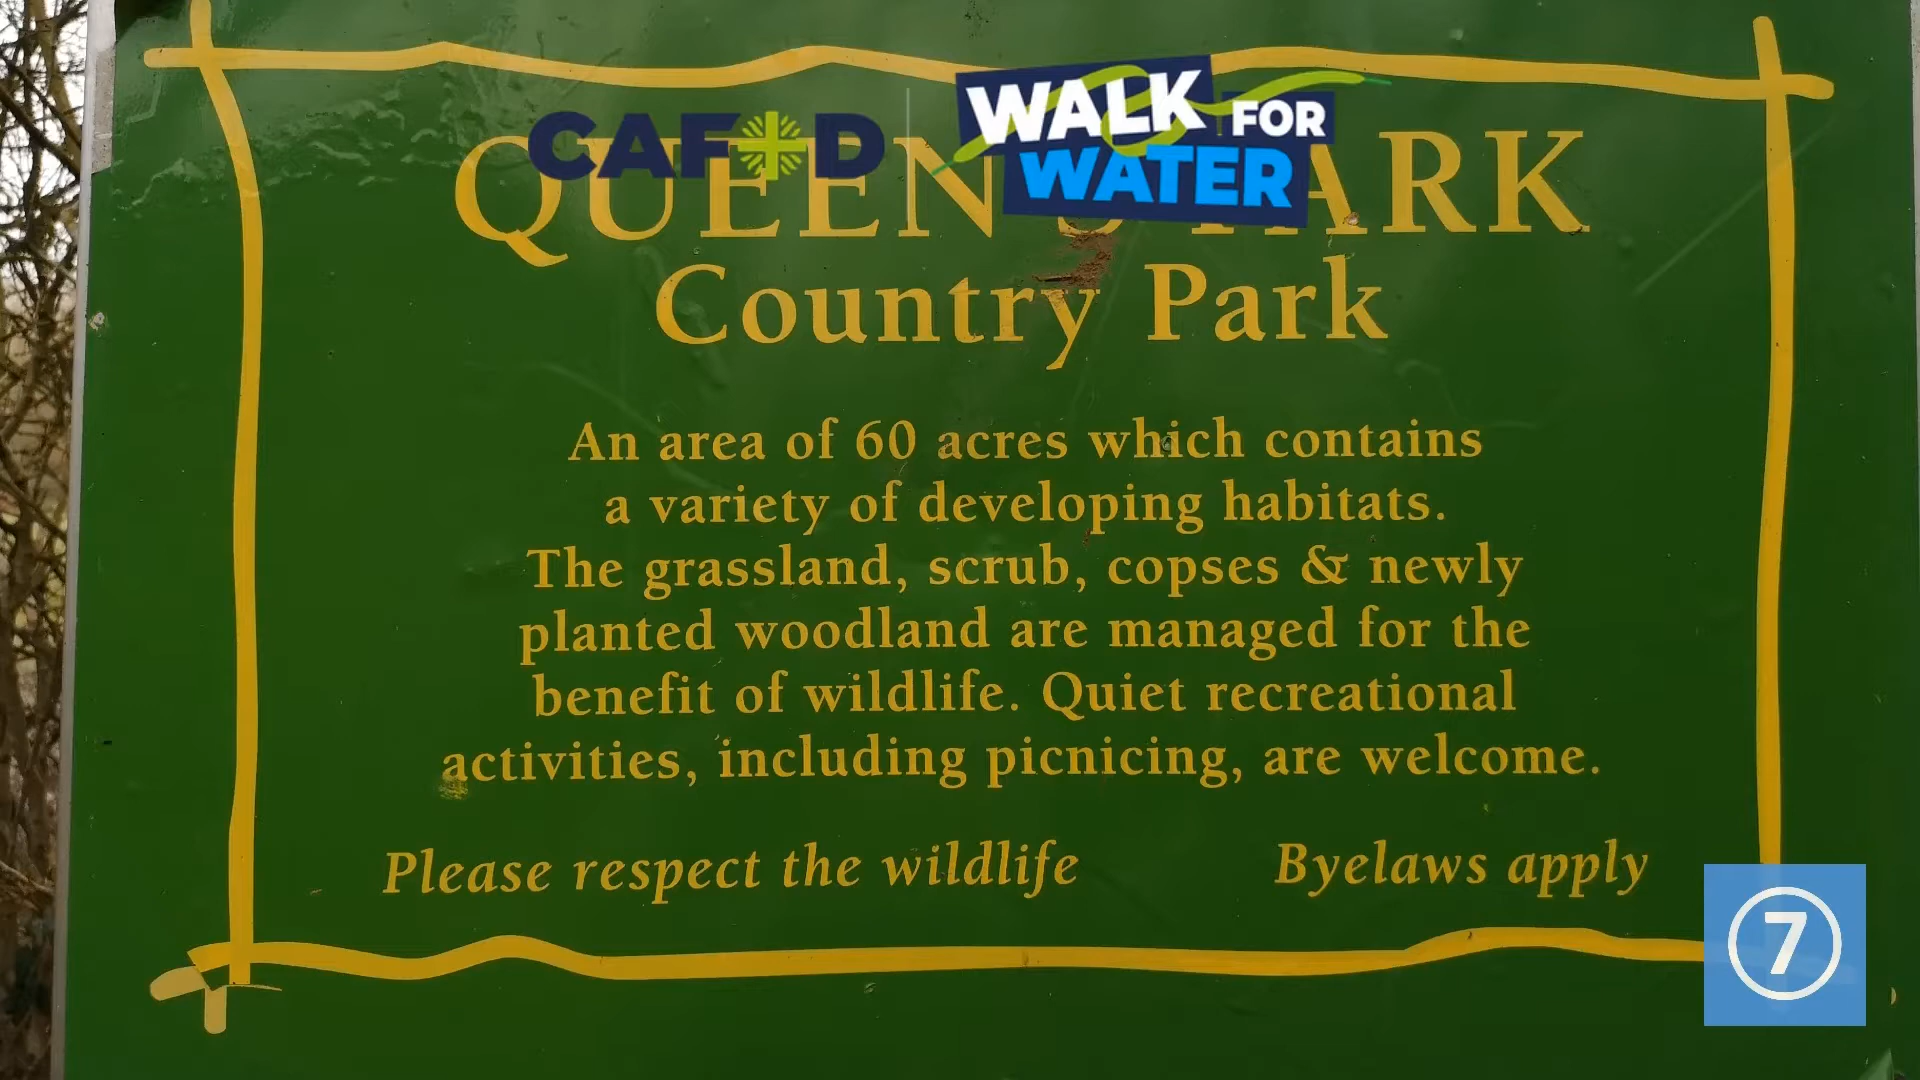 CAFOD
WALK FOR
WATER
QUEEN'S PARK
Country Park
An area of 60 acres which contains
a variety of developing habitats.
The grassland, scrub, copses & newly
planted woodland are managed for the
benefit of wildlife. Quiet recreational
activities, including picnicing, are welcome.
Please respect the wildlife
Byelaws apply
7